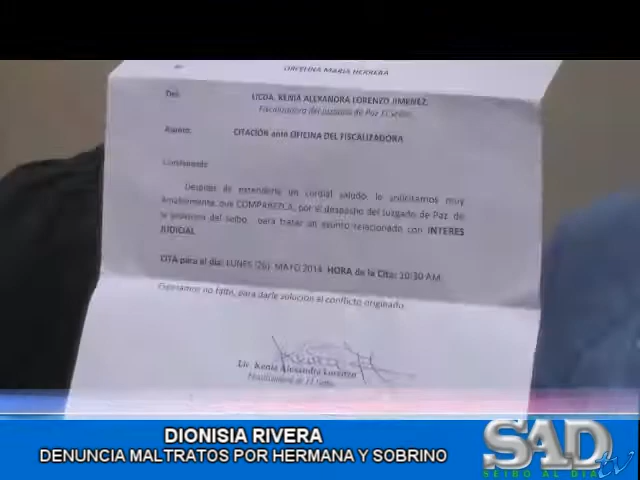 MARIA HERRERA
Del: LICDA. KENIA ALEXANDRA LORENZO JIMENEZ.
Fiscalizadora del Juzgado de Paz El Seibo.
Asunto: CITACIÓN ante OFICINA DEL FISCALIZADORA
Después de extenderle un cordial saludo, le solicitamos muy
Amablemente, que COMPAREZCA, por el despacho del Juzgado de Paz de
la provincia del Seibo, para tratar un asunto relacionado con INTERES
JUDICIAL
CITA para el día: LUNES (26) MAYO 2014 HORA de la Cita: 10:30 AM.
Esperamos no falte, para darle solución al conflicto originado.
Lic. Kenia Alexandra Lorenzo
DIONISIA RIVERA
DENUNCIA MALTRATOS POR HERMANA Y SOBRINO
SAD tv
SEIBO AL DIA